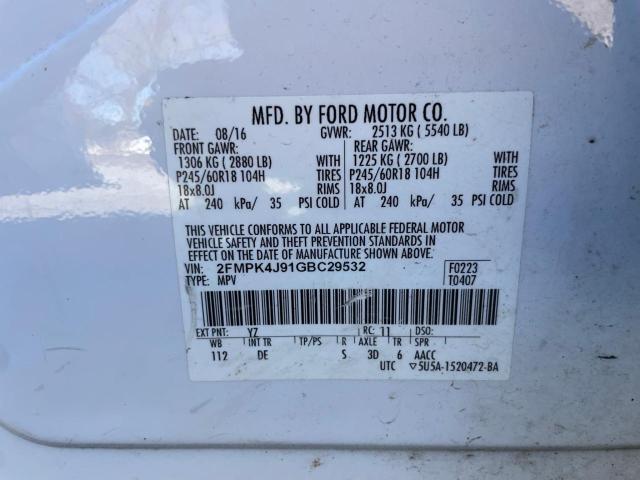 MFD. BY FORD MOTOR CO.
DATE: 08/16 GVWR: 2513 KG ( 5540 LB)
FRONT GAWR: REAR GAWR:
1306 KG ( 2880 LB) WITH 1225 KG ( 2700 LB) WITH
P245/60R18 104H TIRES P245/60R18 104H TIRES
18x8.0J RIMS 18x8.0J RIMS
AT 240 kPa/ 35 PSI COLD AT 240 kPa/ 35 PSI COLD
THIS VEHICLE CONFORMS TO ALL APPLICABLE FEDERAL MOTOR
VEHICLE SAFETY AND THEFT PREVENTION STANDARDS IN
EFFECT ON THE DATE OF MANUFACTURE SHOWN ABOVE.
VIN: 2FMPK4J91GBC29532 F0223
TYPE: MPV T0407
EXT PNT: YZ RC: 11 DSO:
WB INT TR TP/PS R AXLE TR SPR
112 DE S 3D 6 AACC
UTC ▽5U5A-1520472-BA